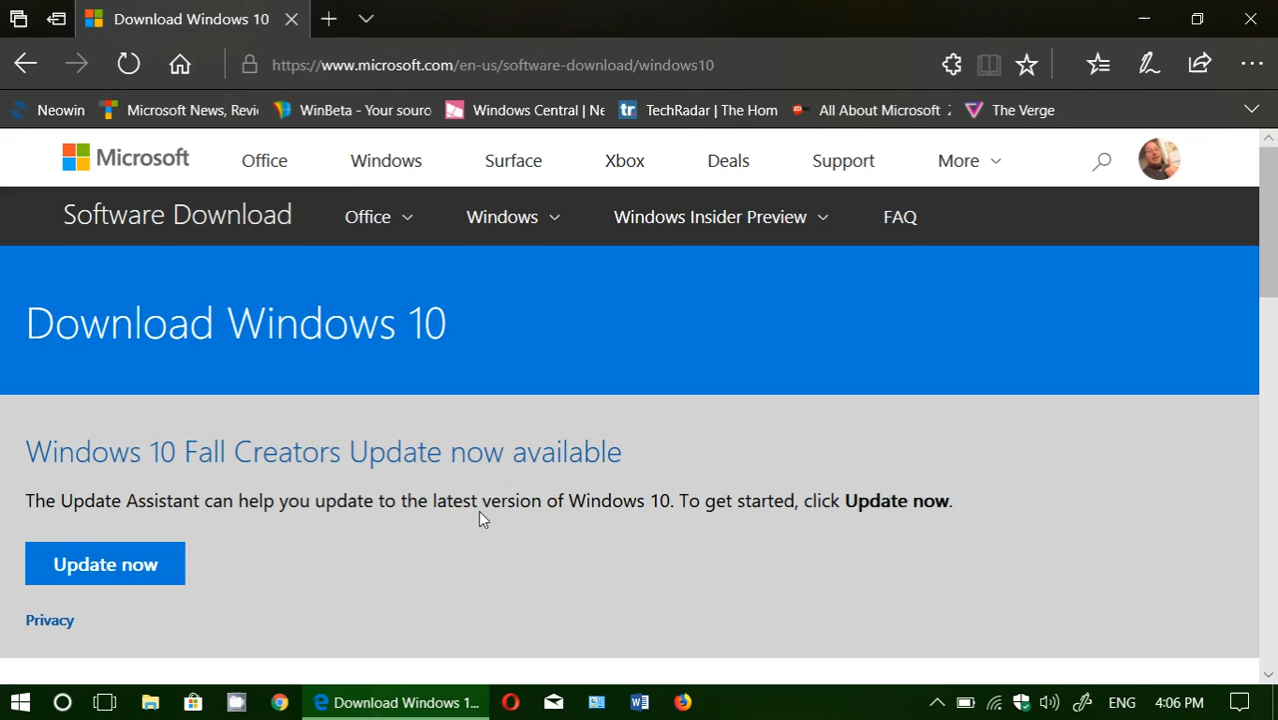 Download Windows 10
https://www.microsoft.com/en-us/software-download/windows10
Neowin Microsoft News, Revi WinBeta - Your sourc Windows Central | Ne TechRadar | The Hom All About Microsoft The Verge
Microsoft Office Windows Surface Xbox Deals Support More
Software Download Office Windows Windows Insider Preview FAQ
Download Windows 10
Windows 10 Fall Creators Update now available
The Update Assistant can help you update to the latest version of Windows 10. To get started, click Update now.
Update now
Privacy
Download Windows 1... ENG 4:06 PM